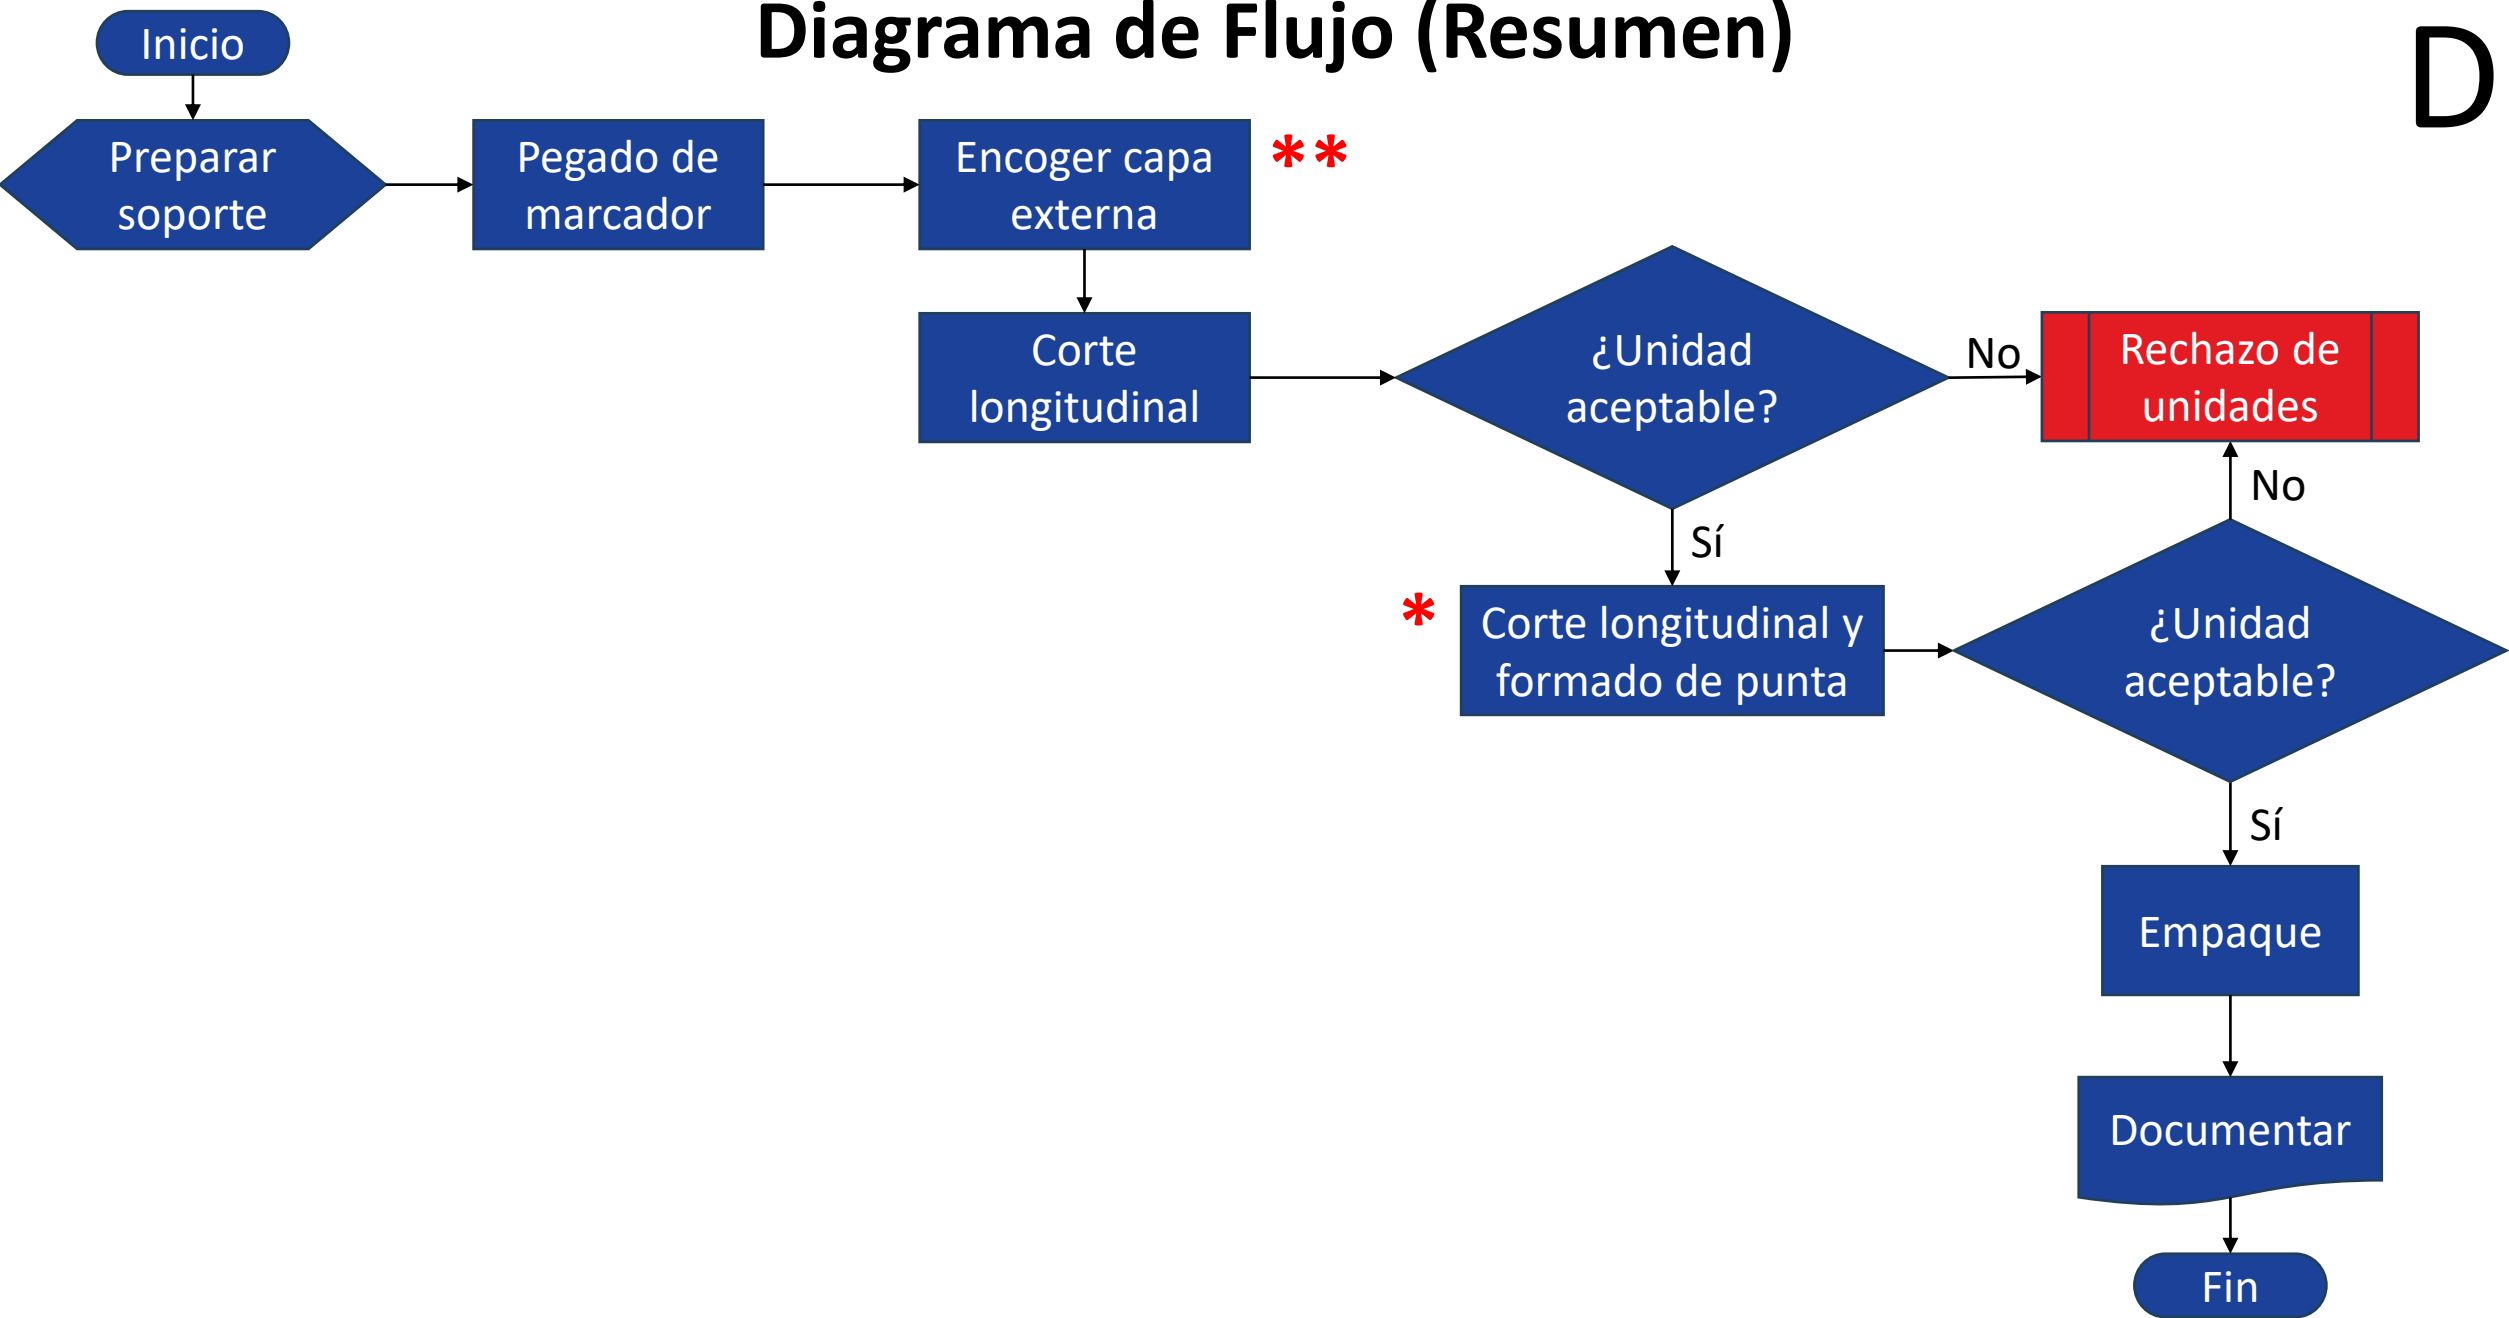 Diagrama de Flujo (Resumen)
D
Inicio
Preparar
soporte
Pegado de
marcador
Encoger capa
externa
**
Corte
longitudinal
¿Unidad
aceptable?
No
Rechazo de
unidades
Sí
No
*
Corte longitudinal y
formado de punta
¿Unidad
aceptable?
Sí
Empaque
Documentar
Fin